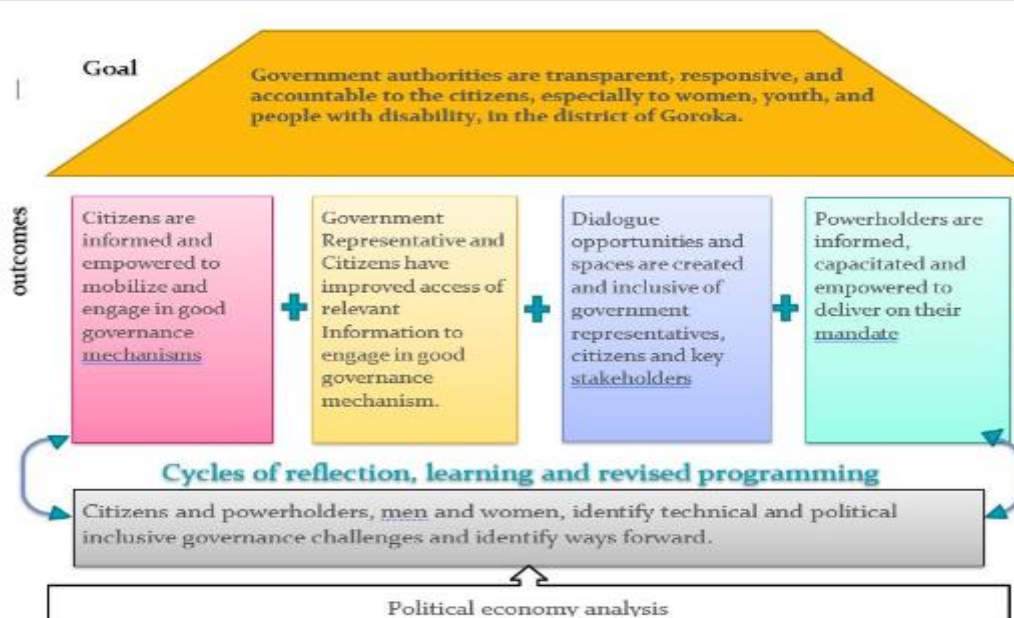 Goal
Government authorities are transparent, responsive, and
accountable to the citizens, especially to women, youth, and
people with disability, in the district of Goroka.
outcomes
Citizens are
informed and
empowered to
mobilize and
engage in good
governance
mechanisms
Government
Representative and
Citizens have
improved access of
relevant
Information to
engage in good
governance
mechanism.
Dialogue
opportunities and
spaces are created
and inclusive of
government
representatives,
citizens and key
stakeholders
Powerholders are
informed,
capacitated and
empowered to
deliver on their
mandate
Cycles of reflection, learning and revised programming
Citizens and powerholders, men and women, identify technical and political
inclusive governance challenges and identify ways forward.
Political economy analysis